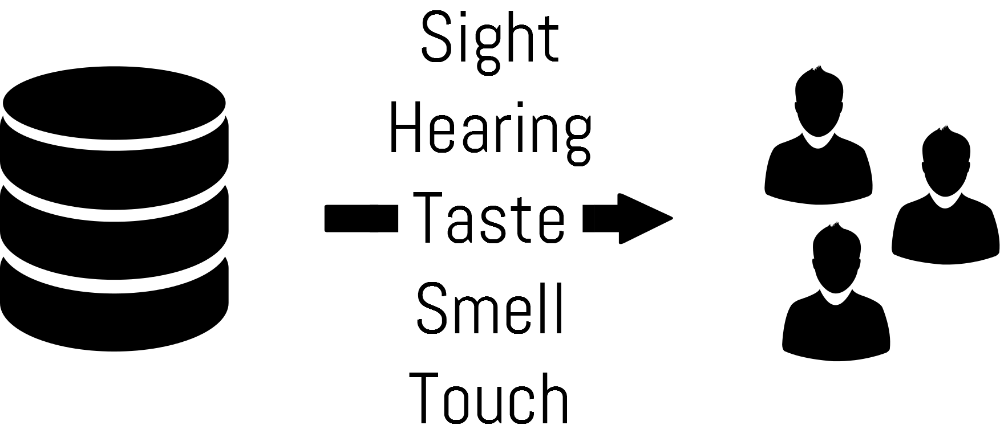 Sight
Hearing
Taste
Smell
Touch